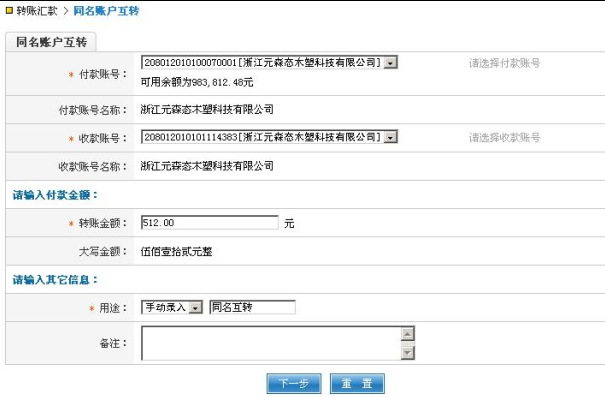 转账汇款 > 同名账户互转
同名账户互转
* 付款账号： 208012010100070001[浙江元森态木塑科技有限公司] 请选择付款账号
可用余额为983,812.48元
付款账号名称： 浙江元森态木塑科技有限公司
* 收款账号： 208012010101114383[浙江元森态木塑科技有限公司] 请选择收款账号
收款账号名称： 浙江元森态木塑科技有限公司
请输入付款金额：
* 转账金额： 512.00 元
大写金额： 伍佰壹拾贰元整
请输入其它信息：
* 用途： 手动录入 同名互转
备注：
下一步 重 置